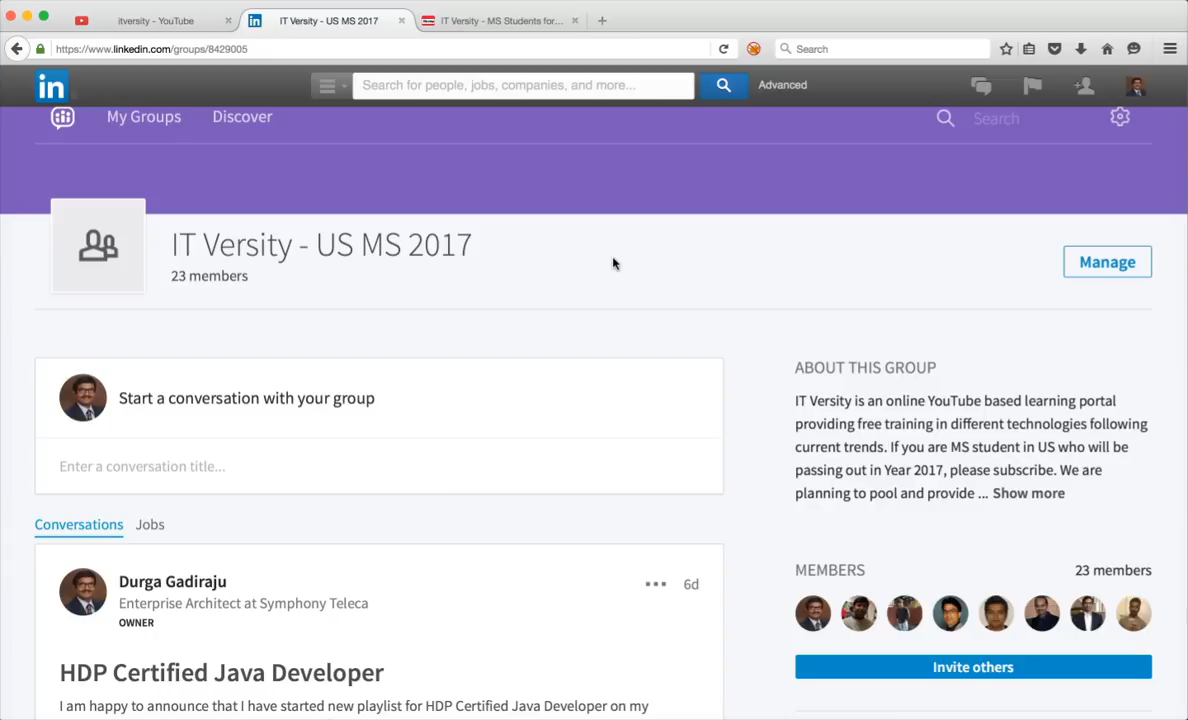 itversity - YouTube
IT Versity - US MS 2017
IT Versity - MS Students for...
https://www.linkedin.com/groups/8429005
Search
in
Search for people, jobs, companies, and more...
Advanced
My Groups
Discover
Search
IT Versity - US MS 2017
23 members
Manage
Start a conversation with your group
Enter a conversation title...
Conversations
Jobs
Durga Gadiraju
6d
Enterprise Architect at Symphony Teleca
OWNER
HDP Certified Java Developer
I am happy to announce that I have started new playlist for HDP Certified Java Developer on my
ABOUT THIS GROUP
IT Versity is an online YouTube based learning portal
providing free training in different technologies following
current trends. If you are MS student in US who will be
passing out in Year 2017, please subscribe. We are
planning to pool and provide ... Show more
MEMBERS
23 members
Invite others